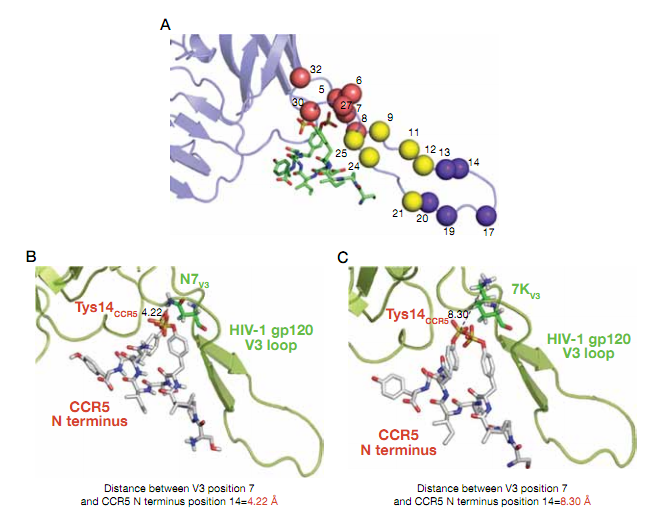 A
32
5
6
30
27
7
8
9
25
11
24
12
13
14
21
20
19
17
B
N7V3
4.22
Tys14CCR5
HIV-1 gp120
V3 loop
CCR5
N terminus
Distance between V3 position 7
and CCR5 N terminus position 14=4.22 Å
C
7KV3
Tys14CCR5
8.30
HIV-1 gp120
V3 loop
CCR5
N terminus
Distance between V3 position 7
and CCR5 N terminus position 14=8.30 Å